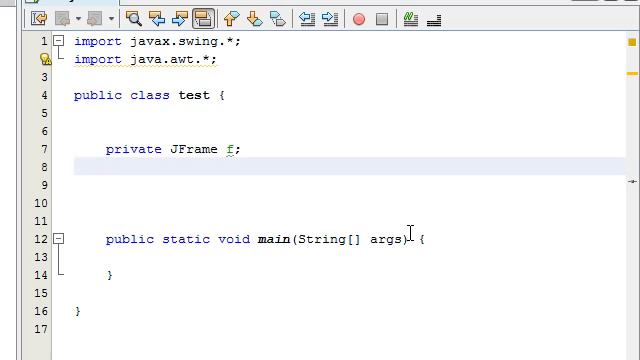 1 import javax.swing.*;
import java.awt.*;
3
4 public class test {
5
6
7 private JFrame f;
8
9
10
11
12 public static void main(String[] args) {
13
14 }
15
16 }
17